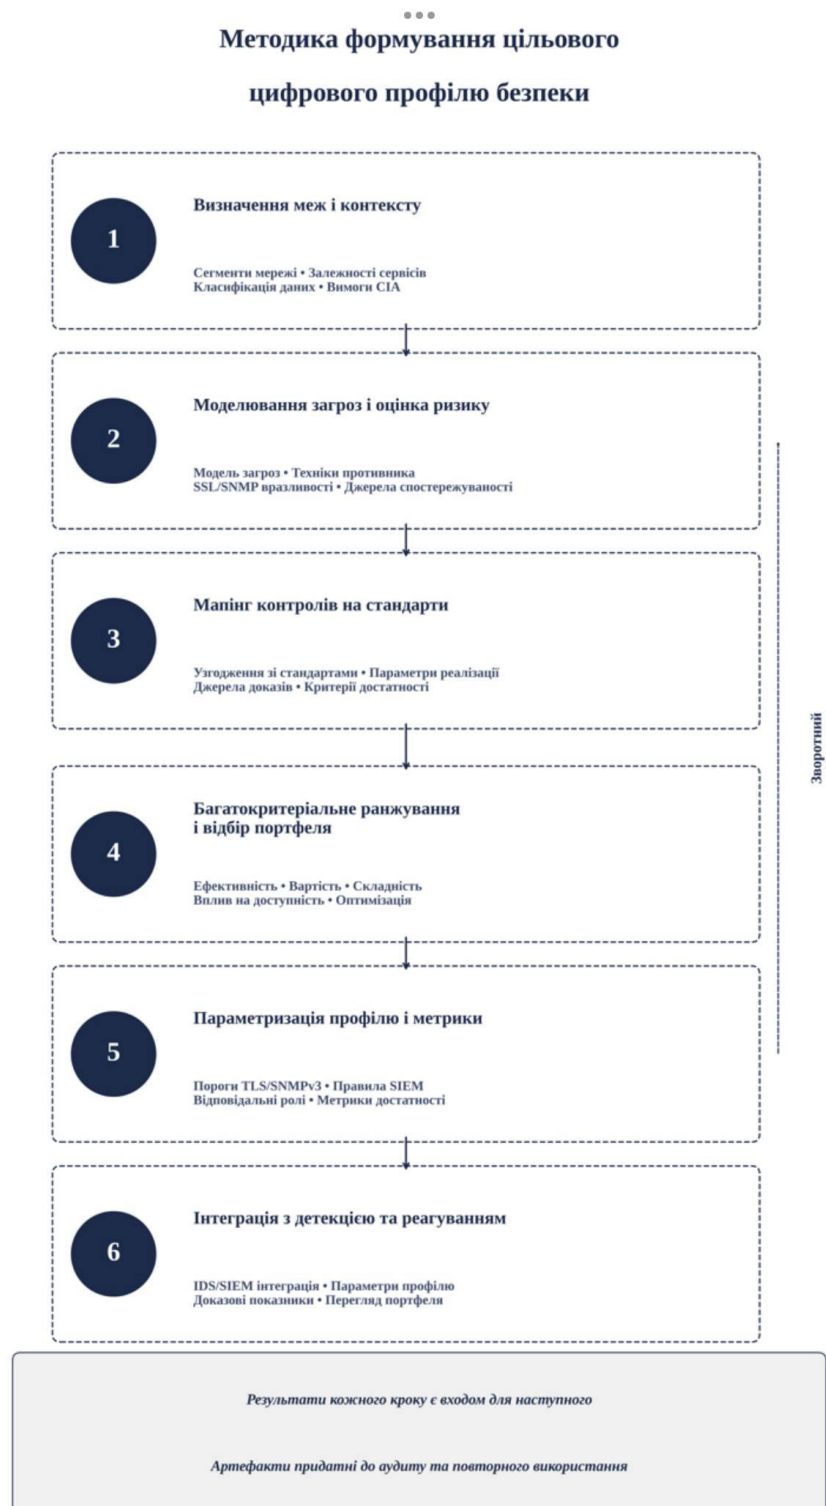 Методика формування цільового
цифрового профілю безпеки
1
Визначення меж і контексту
Сегменти мережі • Залежності сервісів
Класифікація даних • Вимоги CIA
2
Моделювання загроз і оцінка ризику
Модель загроз • Техніки противника
SSL/SNMP вразливості • Джерела спостережуваності
3
Мапінг контролів на стандарти
Узгодження зі стандартами • Параметри реалізації
Джерела доказів • Критерії достатності
Зворотний
4
Багатокритеріальне ранжування
і відбір портфеля
Ефективність • Вартість • Складність
Вплив на доступність • Оптимізація
5
Параметризація профілю і метрики
Пороги TLS/SNMPv3 • Правила SIEM
Відповідальні ролі • Метрики достатності
6
Інтеграція з детекцією та реагуванням
IDS/SIEM інтеграція • Параметри профілю
Доказові показники • Перегляд портфеля
Результати кожного кроку є входом для наступного
Артефакти придатні до аудиту та повторного використання